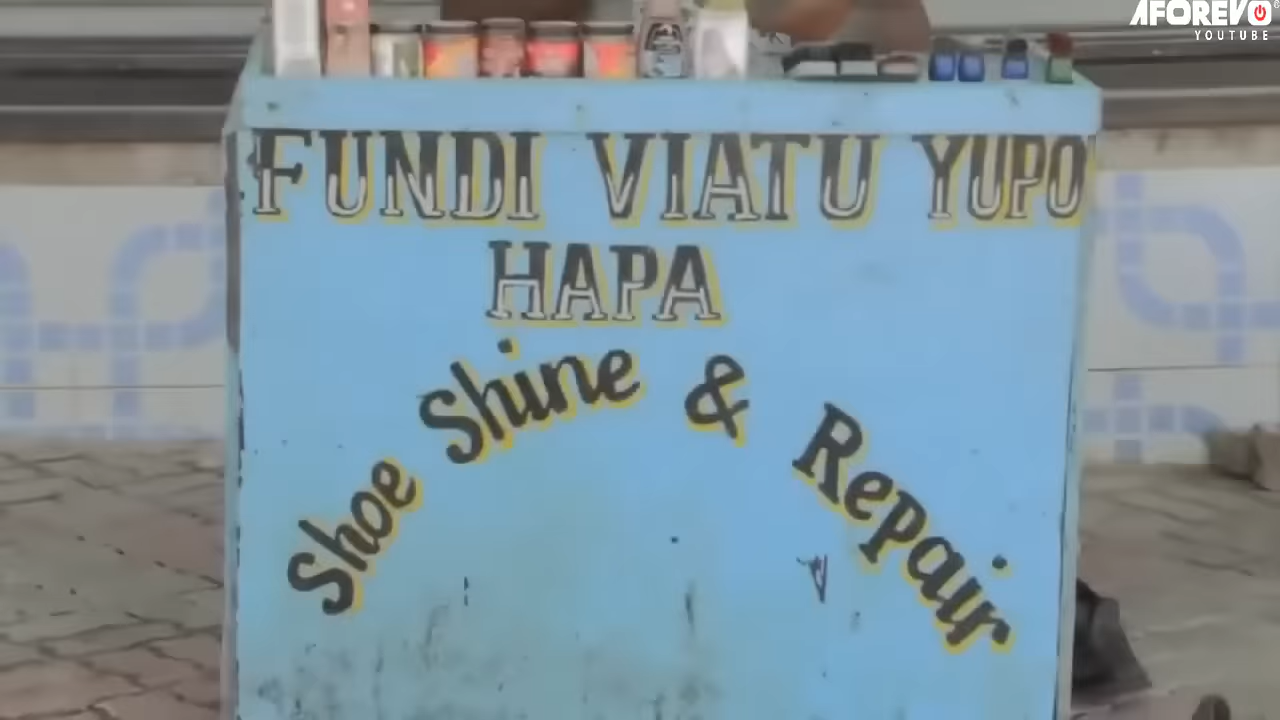 AFOREVO
YOUTUBE
FUNDI VIATU YUPO
HAPA
Shoe Shine & Repair